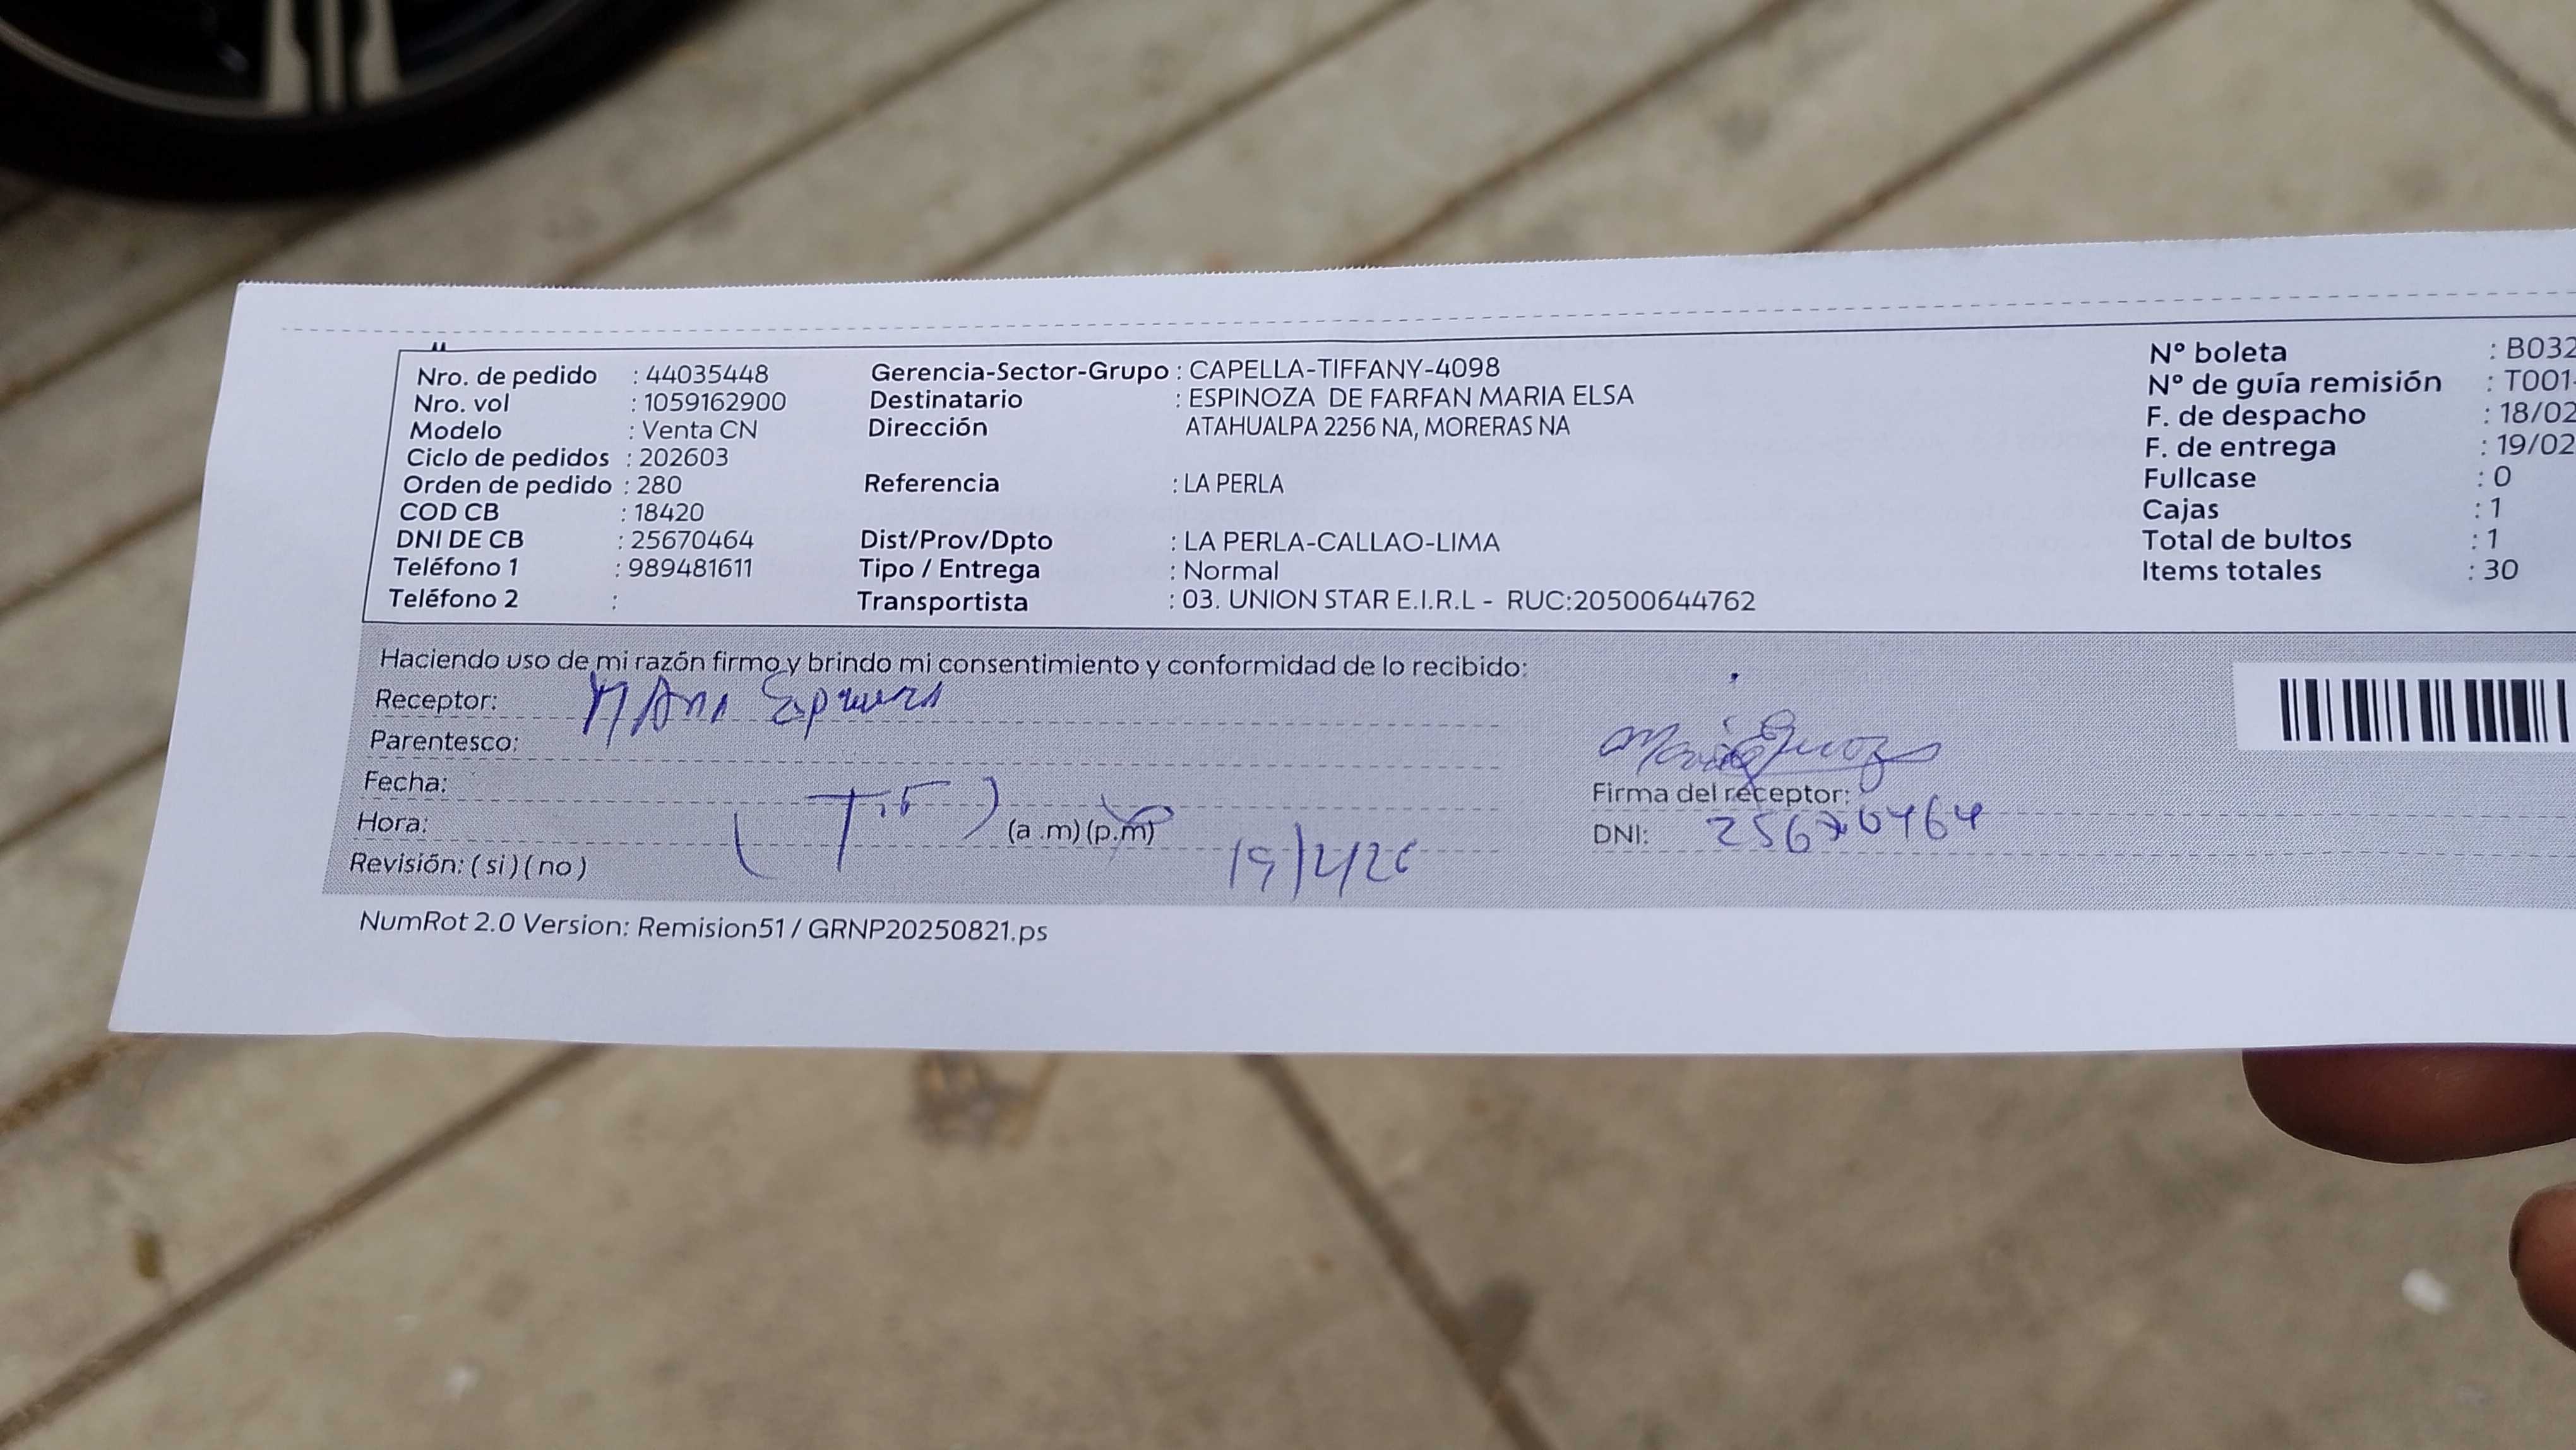 Nro. de pedido : 44035448
Nro. vol : 1059162900
Modelo : Venta CN
Ciclo de pedidos : 202603
Orden de pedido : 280
COD CB : 18420
DNI DE CB : 25670464
Teléfono 1 : 989481611
Teléfono 2 :
Gerencia-Sector-Grupo : CAPELLA-TIFFANY-4098
Destinatario : ESPINOZA DE FARFAN MARIA ELSA
Dirección ATAHUALPA 2256 NA, MORERAS NA
Referencia : LA PERLA
Dist/Prov/Dpto : LA PERLA-CALLAO-LIMA
Tipo / Entrega : Normal
Transportista : 03. UNION STAR E.I.R.L - RUC:20500644762
Nº boleta : B032
Nº de guía remisión : T001-
F. de despacho : 18/02
F. de entrega : 19/02
Fullcase : 0
Cajas : 1
Total de bultos : 1
Items totales : 30
Haciendo uso de mi razón firmo y brindo mi consentimiento y conformidad de lo recibido:
Receptor:
Parentesco:
Fecha:
Hora: (a .m) (p.m)
Revisión: ( si ) ( no ) 19/2/26
Firma del receptor:
DNI: 25670464
NumRot 2.0 Version: Remision51 / GRNP20250821.ps